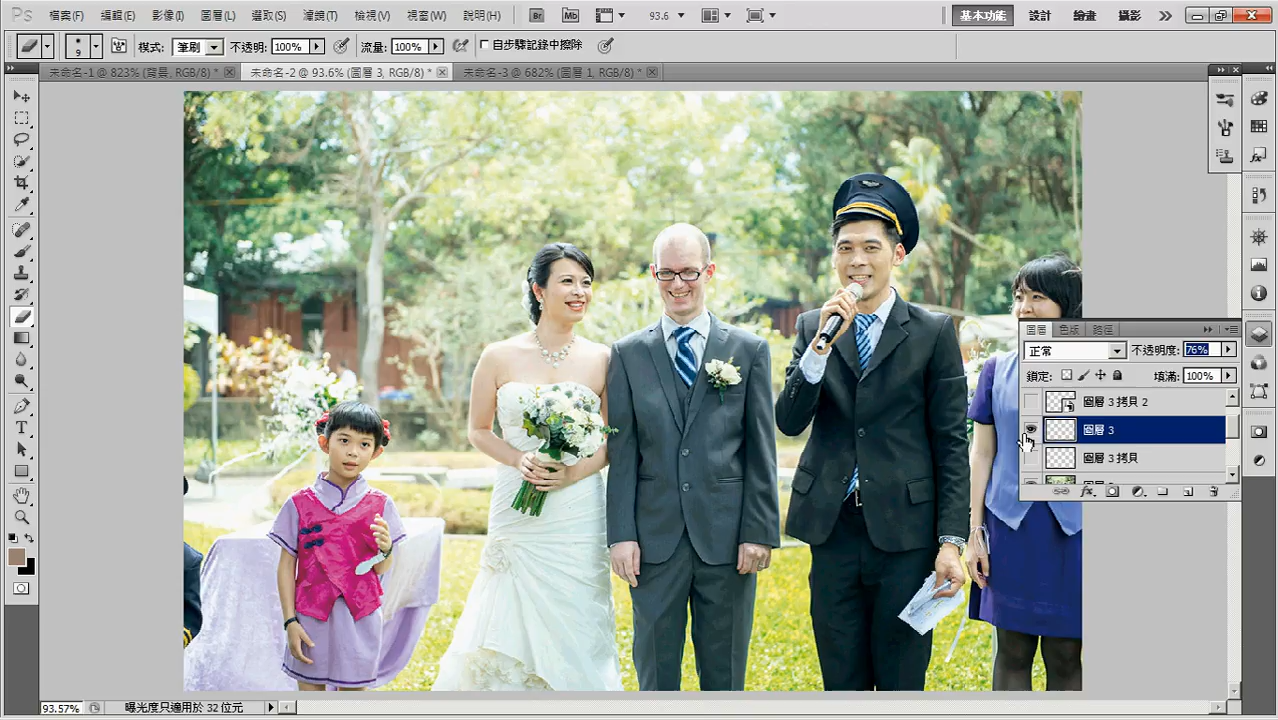 PS 檔案(F) 編輯(E) 影像(I) 圖層(L) 選取(S) 濾鏡(T) 檢視(V) 視窗(W) 說明(H) Br Mb 93.6 基本功能 設計 繪畫 攝影
9 模式: 筆刷 不透明: 100% 流量: 100% 自步驟記錄中擦除
未命名-1 @ 823% (背景, RGB/8) * 未命名-2 @ 93.6% (圖層 3, RGB/8) * 未命名-3 @ 682% (圖層 1, RGB/8) *
圖層 色版 路徑
正常 不透明度: 76%
鎖定: 填滿: 100%
圖層 3 拷貝 2
圖層 3
圖層 3 拷貝
93.57% 曝光度只適用於 32 位元